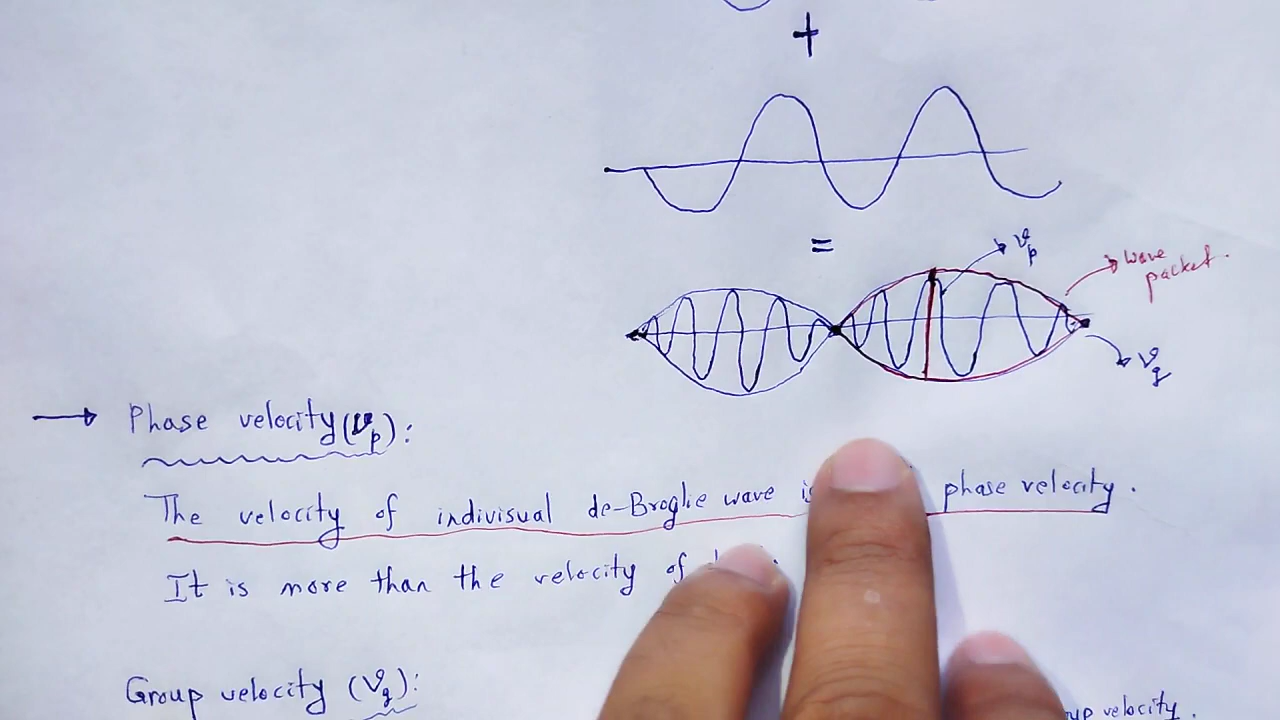 +
=
vp
wave
packet.
vg
→ Phase velocity (vp):
The velocity of indivisual de-Broglie wave phase velocity.
It is more than the velocity of
Group velocity (Vg):
velocity.